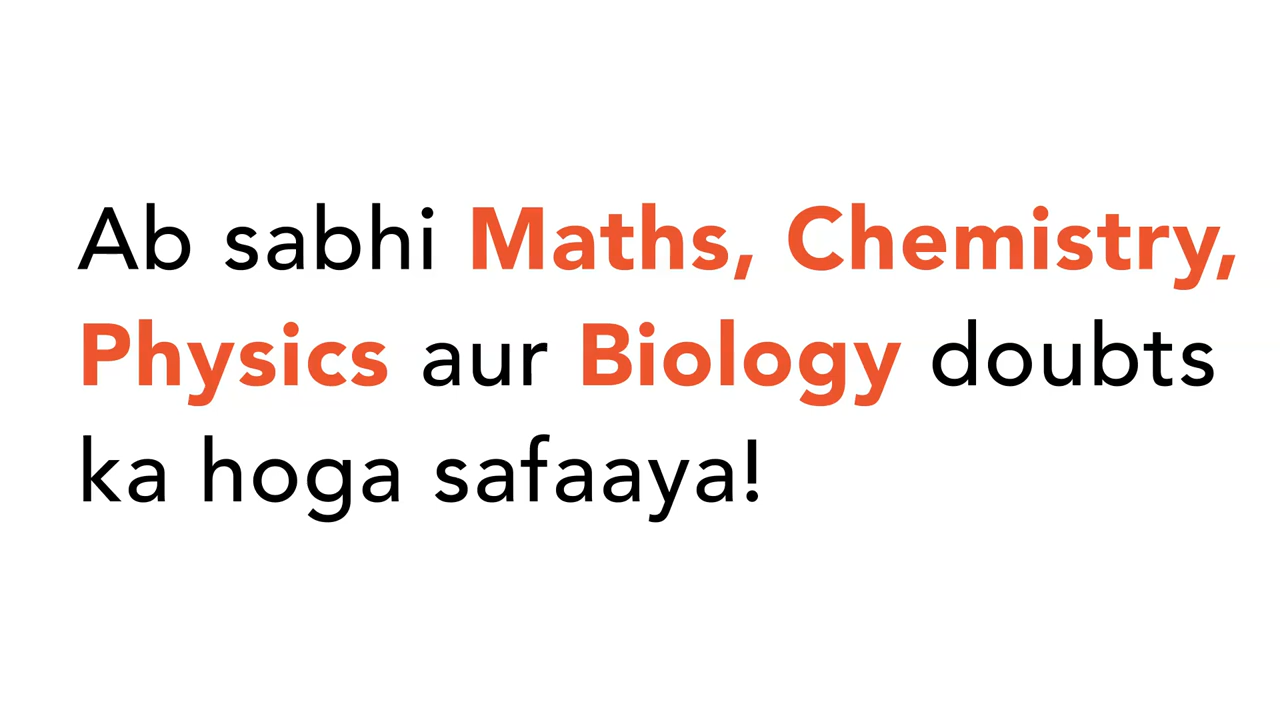 Ab sabhi Maths, Chemistry,
Physics aur Biology doubts
ka hoga safaaya!